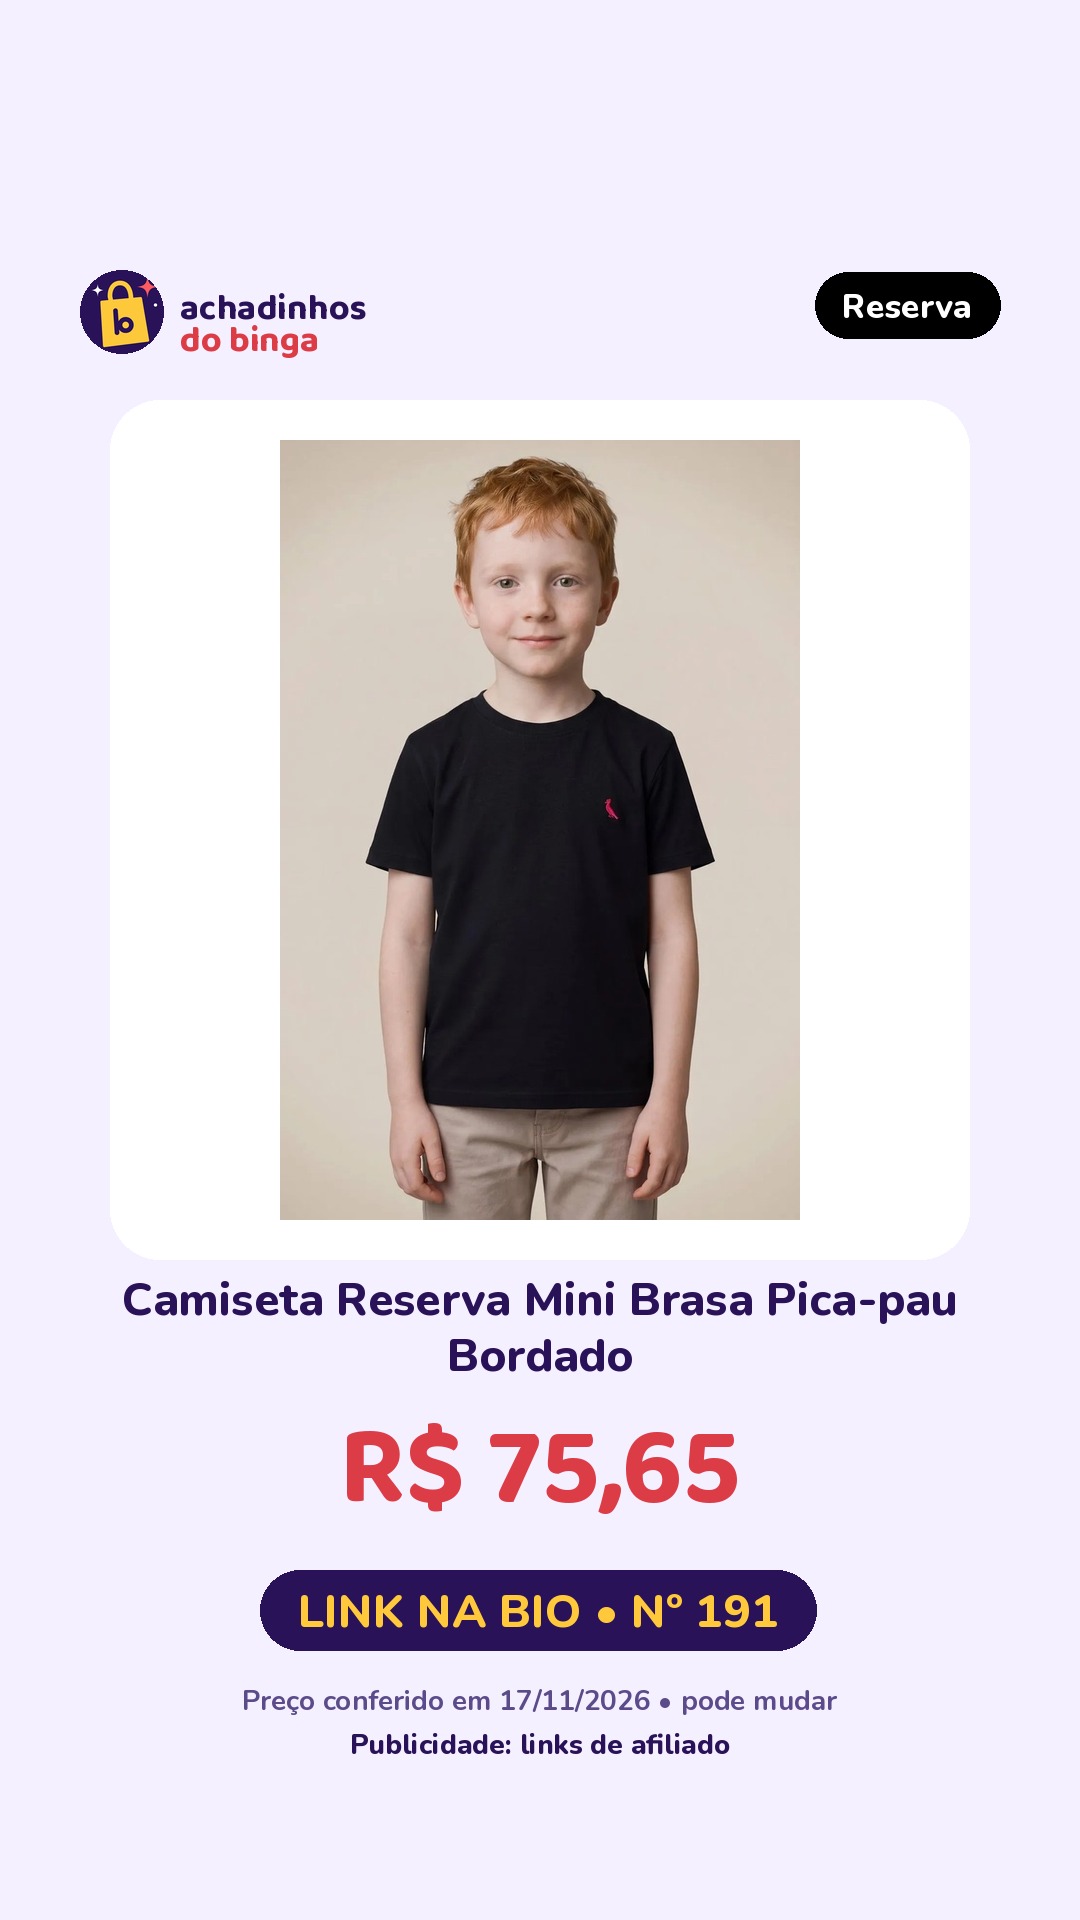 achadinhos
do binga
b
Reserva
Camiseta Reserva Mini Brasa Pica-pau
Bordado
R$ 75,65
LINK NA BIO • Nº 191
Preço conferido em 17/11/2026 • pode mudar
Publicidade: links de afiliado